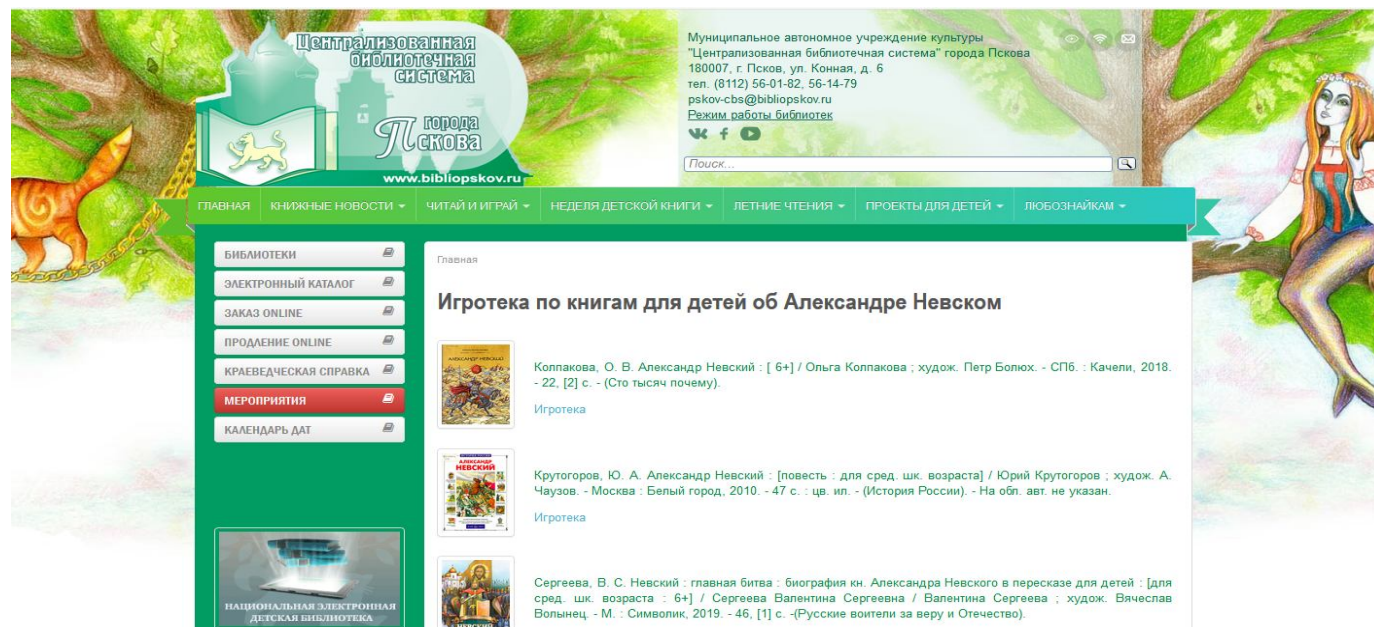 Централизованная
библиотечная
система
города
Пскова
www.bibliopskov.ru
Муниципальное автономное учреждение культуры
"Централизованная библиотечная система" города Пскова
180007, г. Псков, ул. Конная, д. 6
тел. (8112) 56-01-82, 56-14-79
pskov-cbs@bibliopskov.ru
Режим работы библиотек
Поиск...
ГЛАВНАЯ КНИЖНЫЕ НОВОСТИ ЧИТАЙ И ИГРАЙ НЕДЕЛЯ ДЕТСКОЙ КНИГИ ЛЕТНИЕ ЧТЕНИЯ ПРОЕКТЫ ДЛЯ ДЕТЕЙ ЛЮБОЗНАЙКАМ
БИБЛИОТЕКИ
ЭЛЕКТРОННЫЙ КАТАЛОГ
ЗАКАЗ ONLINE
ПРОДЛЕНИЕ ONLINE
КРАЕВЕДЧЕСКАЯ СПРАВКА
МЕРОПРИЯТИЯ
КАЛЕНДАРЬ ДАТ
НАЦИОНАЛЬНАЯ ЭЛЕКТРОННАЯ
ДЕТСКАЯ БИБЛИОТЕКА
Главная
Игротека по книгам для детей об Александре Невском
АЛЕКСАНДР НЕВСКИЙ
Колпакова, О. В. Александр Невский : [ 6+] / Ольга Колпакова ; худож. Петр Болюх. - СПб. : Качели, 2018.
- 22, [2] с. - (Сто тысяч почему).
Игротека
АЛЕКСАНДР
НЕВСКИЙ
Крутогоров, Ю. А. Александр Невский : [повесть : для сред. шк. возраста] / Юрий Крутогоров ; худож. А.
Чаузов. - Москва : Белый город, 2010. - 47 с. : цв. ил. - (История России). - На обл. авт. не указан.
Игротека
НЕВСКИЙ
Сергеева, В. С. Невский : главная битва : биография кн. Александра Невского в пересказе для детей : [для
сред. шк. возраста : 6+] / Сергеева Валентина Сергеевна / Валентина Сергеева ; худож. Вячеслав
Волынец. - М. : Символик, 2019. - 46, [1] с. -(Русские воители за веру и Отечество).